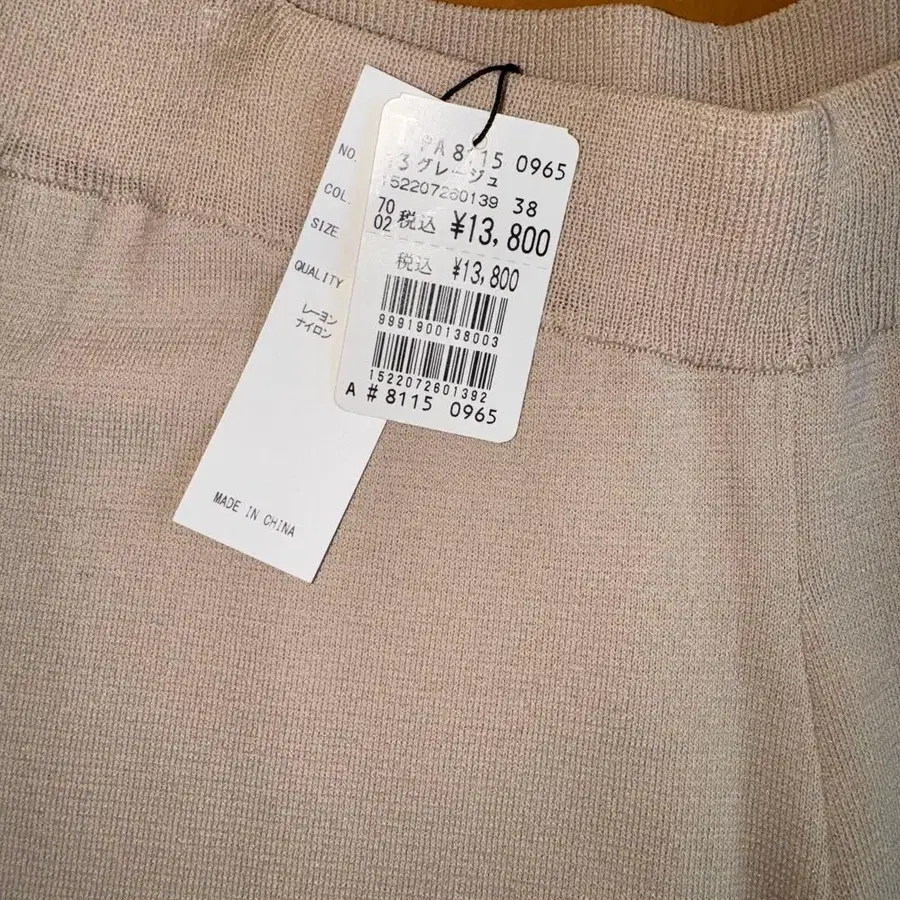 NO.
COL.
SIZE
QUALITY
レーヨン
ナイロン
MADE IN CHINA
PA 8115 0965
3 グレージュ
152207260139 38
70
02 税込 ¥13,800
税込 ¥13,800
9991900138003
1522072601392
A # 8115 0965